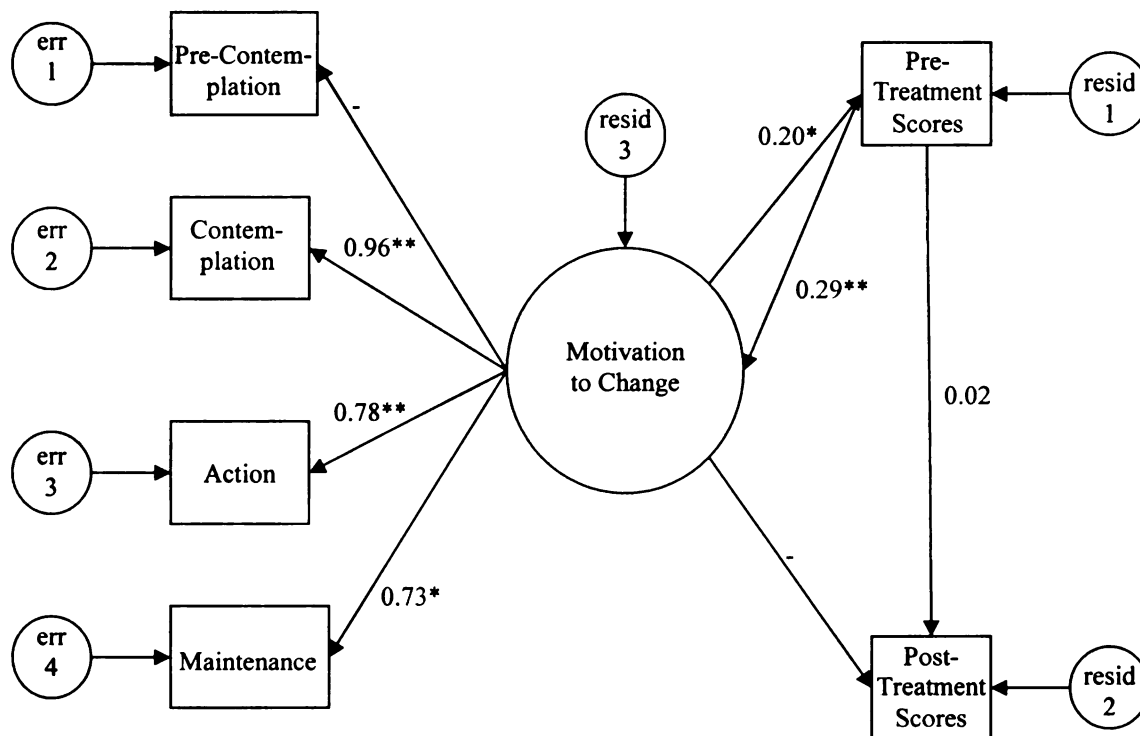 err
1
Pre-Contem-
plation
-
err
2
Contem-
plation
0.96**
err
3
Action
0.78**
err
4
Maintenance
0.73*
resid
3
Motivation
to Change
0.20*
0.29**
Pre-
Treatment
Scores
resid
1
0.02
-
Post-
Treatment
Scores
resid
2